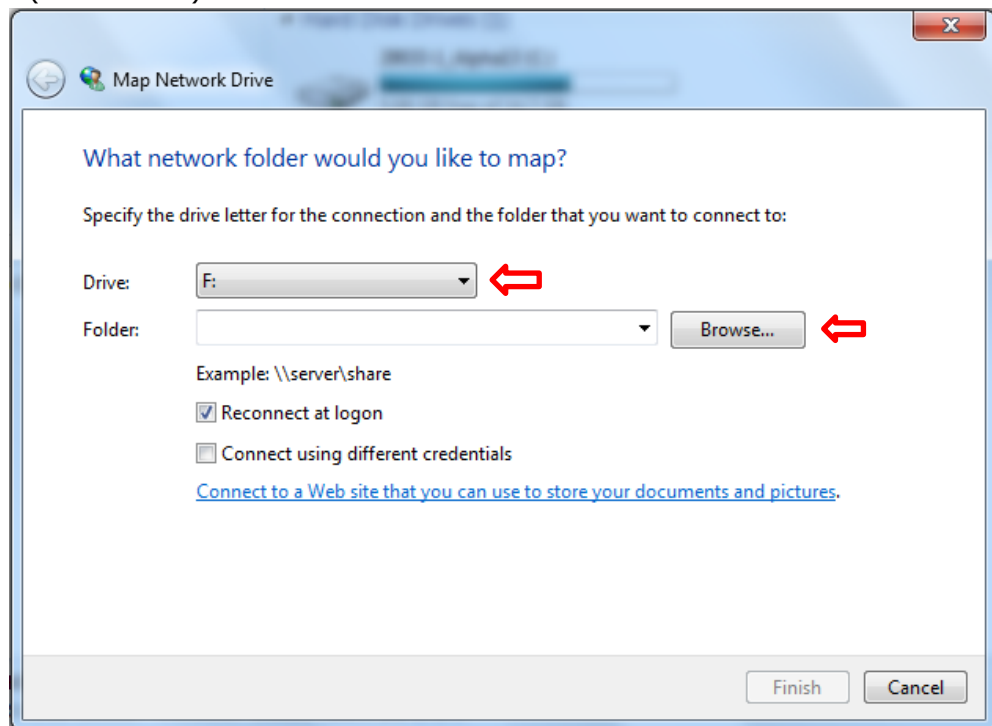 Map Network Drive
What network folder would you like to map?
Specify the drive letter for the connection and the folder that you want to connect to:
Drive: F:
Folder: Browse...
Example: \\server\share
Reconnect at logon
Connect using different credentials
Connect to a Web site that you can use to store your documents and pictures.
Finish Cancel